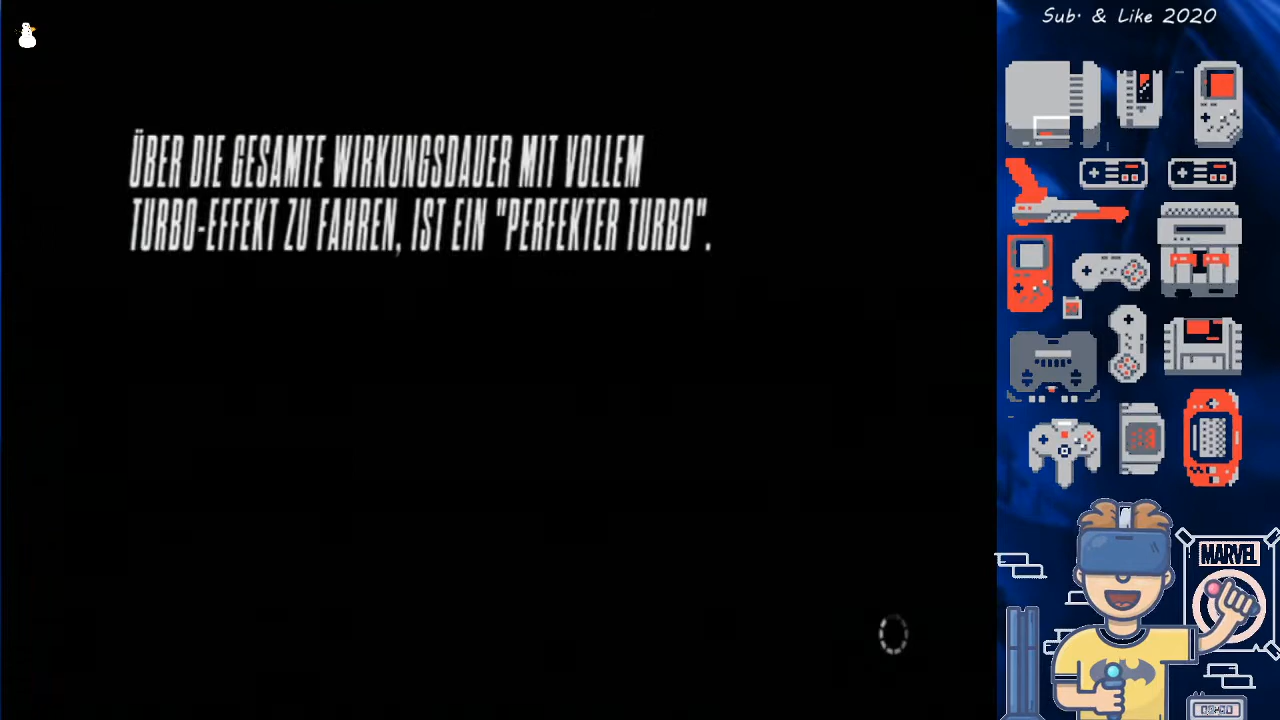 Sub. & Like 2020
ÜBER DIE GESAMTE WIRKUNGSDAUER MIT VOLLEM
TURBO-EFFEKT ZU FAHREN, IST EIN "PERFEKTER TURBO".
MARVEL